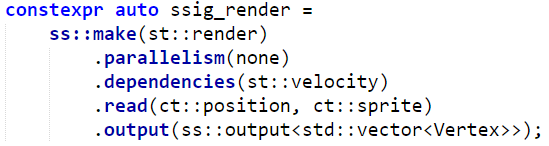 constexpr auto ssig_render =
    ss::make(st::render)
        .parallelism(none)
        .dependencies(st::velocity)
        .read(ct::position, ct::sprite)
        .output(ss::output<std::vector<Vertex>>);